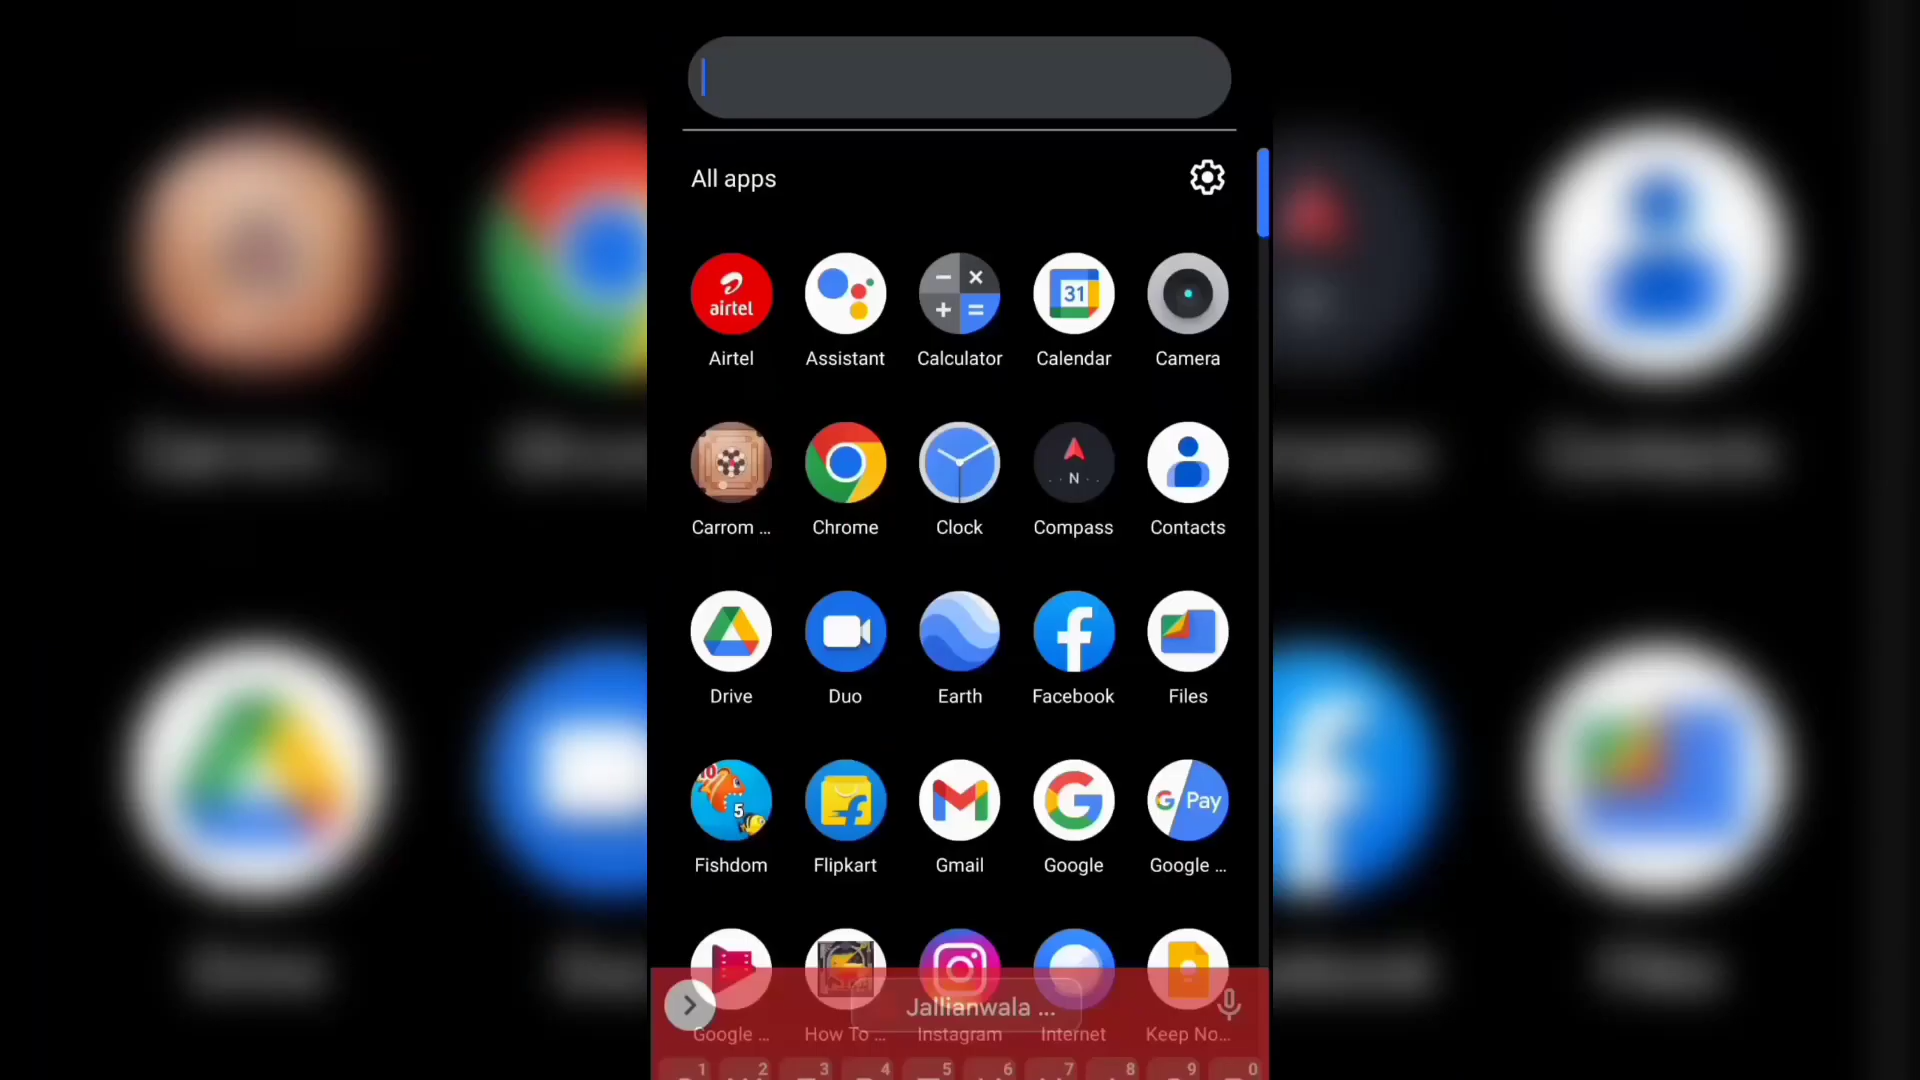 All apps
31
airtel
Airtel
Assistant
Calculator
Calendar
Camera
N
Carrom ...
Chrome
Clock
Compass
Contacts
Drive
Duo
Earth
Facebook
Files
10
5
G Pay
Fishdom
Flipkart
Gmail
Google
Google ...
Jallianwala ...
Google ...
How To ...
Instagram
Internet
Keep No...
1 2 3 4 5 6 7 8 9 0